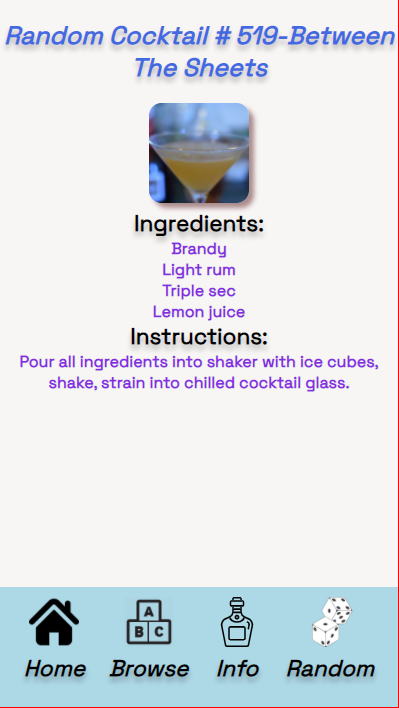 Random Cocktail # 519-Between
The Sheets
Ingredients:
Brandy
Light rum
Triple sec
Lemon juice
Instructions:
Pour all ingredients into shaker with ice cubes,
shake, strain into chilled cocktail glass.
A
B C
Home Browse Info Random